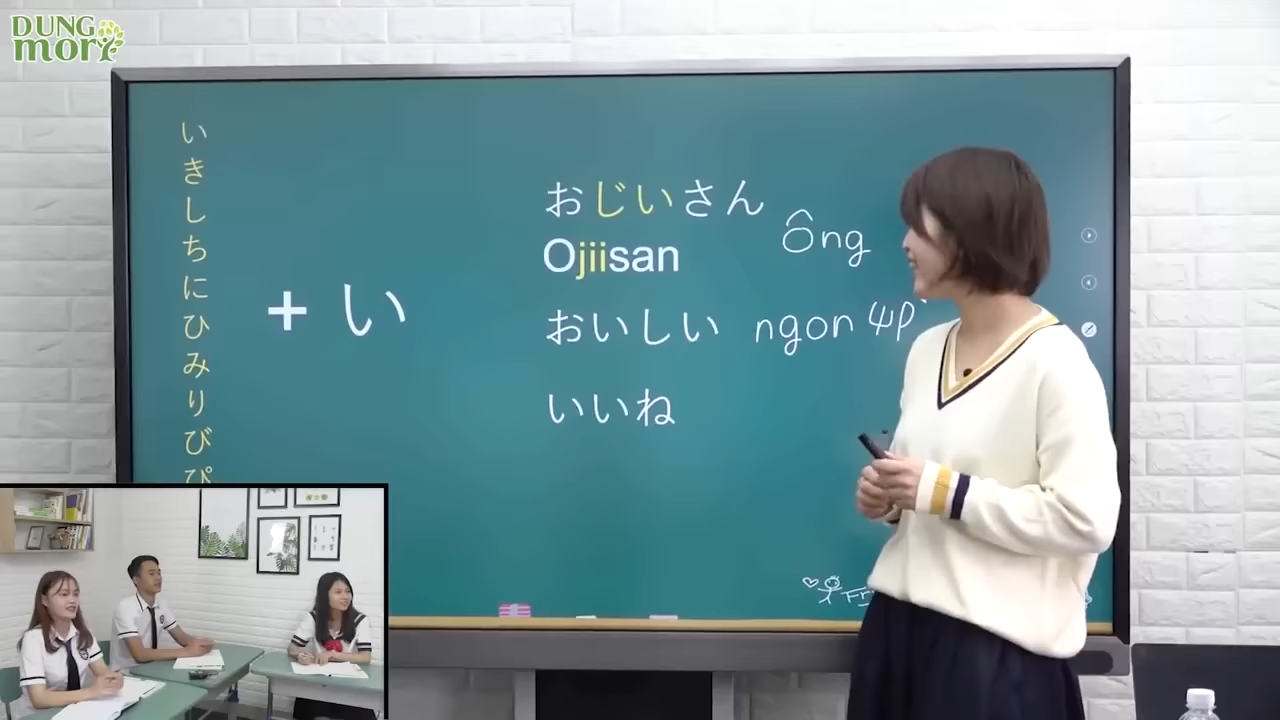 DUNG
mori
い
き
し
ち
に
ひ
み
り
び
ぴ
+ い
おじいさん
Ojiisan
ông
おいしい ngon
いいね